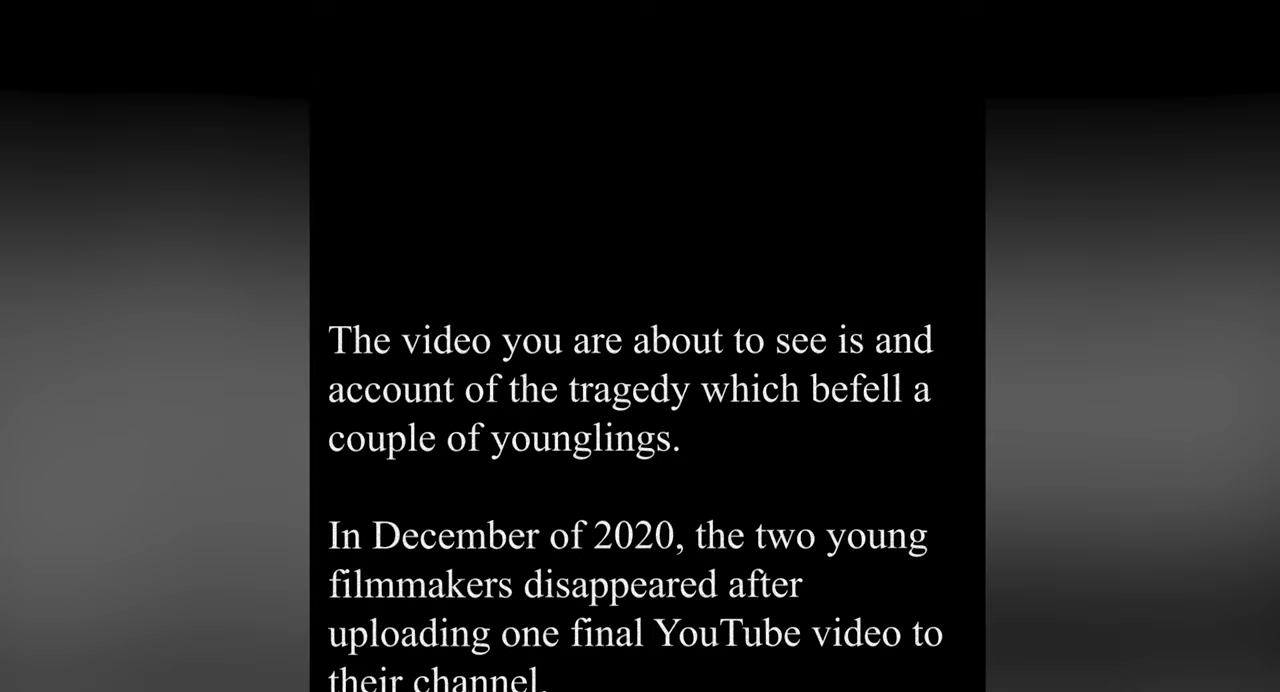 The video you are about to see is and
account of the tragedy which befell a
couple of younglings.
In December of 2020, the two young
filmmakers disappeared after
uploading one final YouTube video to
their channel.